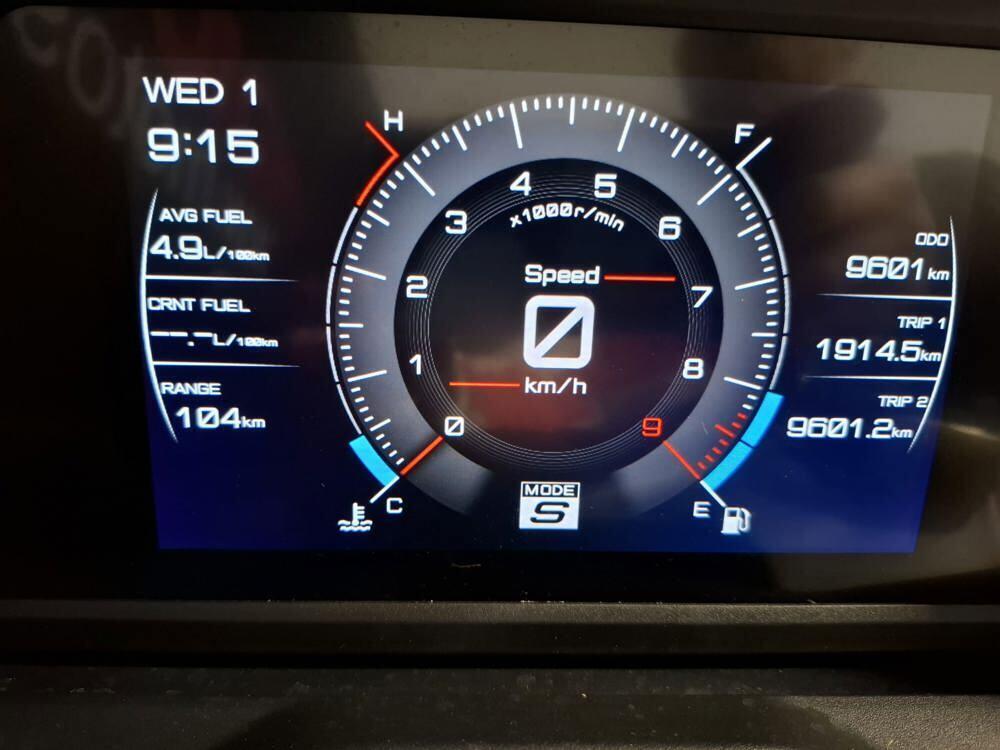 WED 1
9:15
AVG FUEL
4.9L/100km
CRNT FUEL
--.-L/100km
RANGE
104km
H
C
0
1
2
3
4
5
6
7
8
9
x1000r/min
Speed
0
km/h
MODE
S
F
E
ODO
9601km
TRIP 1
1914.5km
TRIP 2
9601.2km